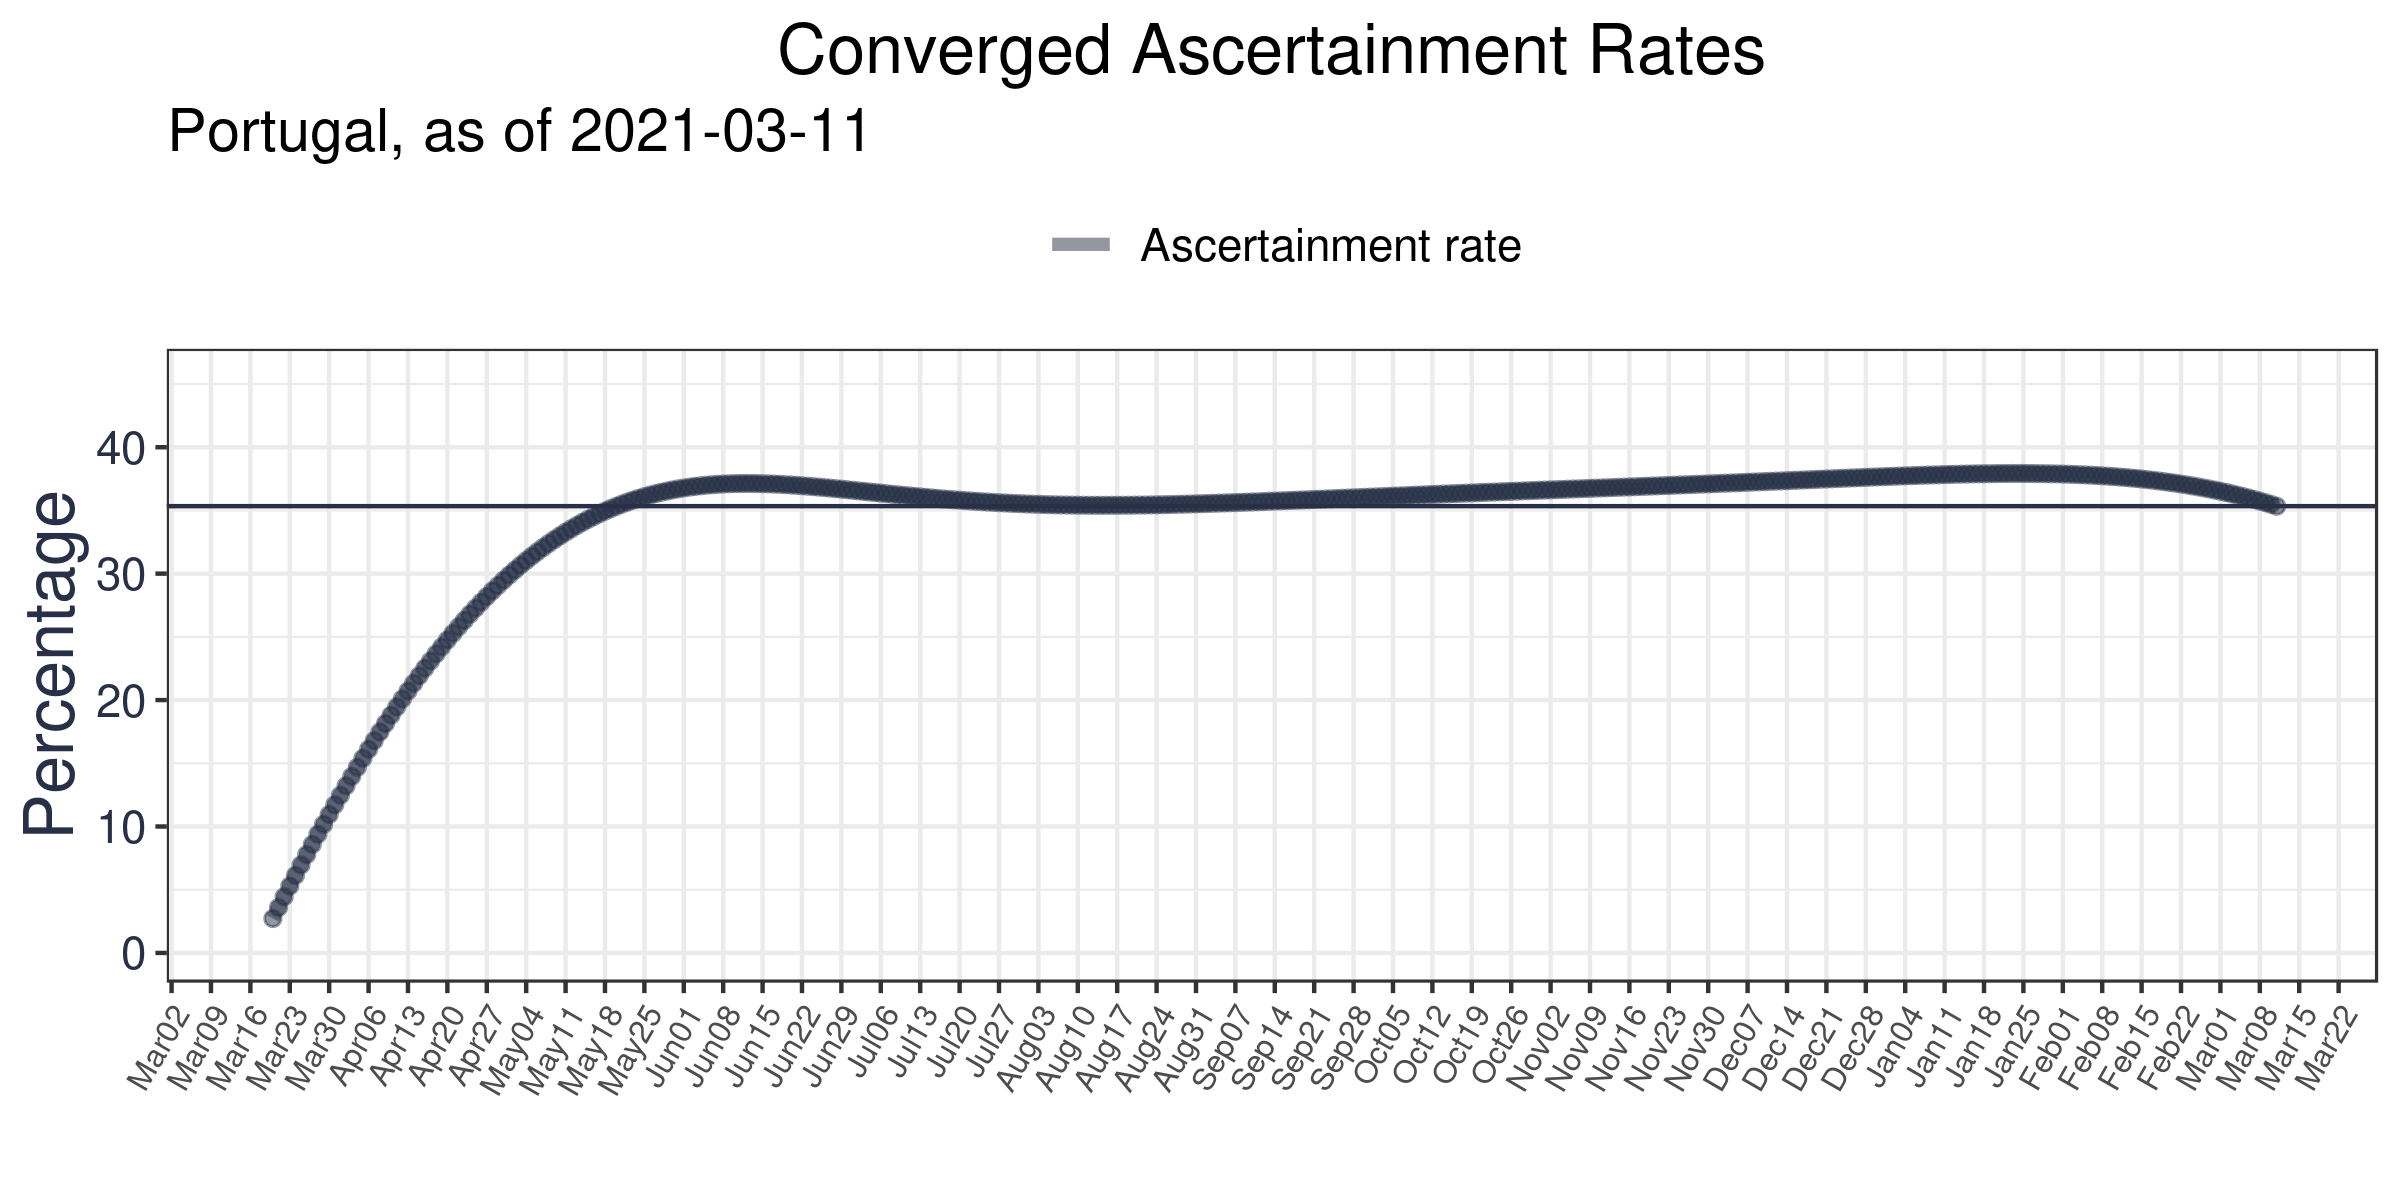 Converged Ascertainment Rates
Portugal, as of 2021-03-11
Ascertainment rate
Percentage
40
30
20
10
0
Mar02 Mar09 Mar16 Mar23 Mar30 Apr06 Apr13 Apr20 Apr27 May04 May11 May18 May25 Jun01 Jun08 Jun15 Jun22 Jun29 Jul06 Jul13 Jul20 Jul27 Aug03 Aug10 Aug17 Aug24 Aug31 Sep07 Sep14 Sep21 Sep28 Oct05 Oct12 Oct19 Oct26 Nov02 Nov09 Nov16 Nov23 Nov30 Dec07 Dec14 Dec21 Dec28 Jan04 Jan11 Jan18 Jan25 Feb01 Feb08 Feb15 Feb22 Mar01 Mar08 Mar15 Mar22